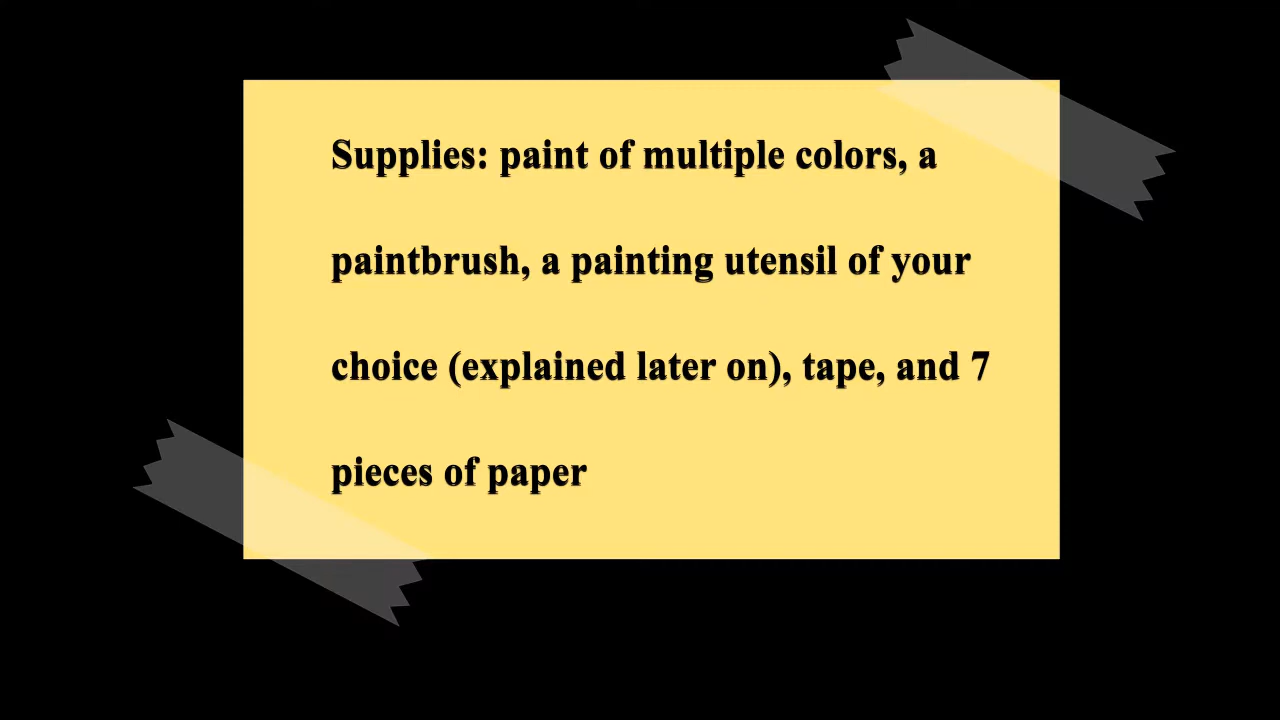 Supplies: paint of multiple colors, a
paintbrush, a painting utensil of your
choice (explained later on), tape, and 7
pieces of paper